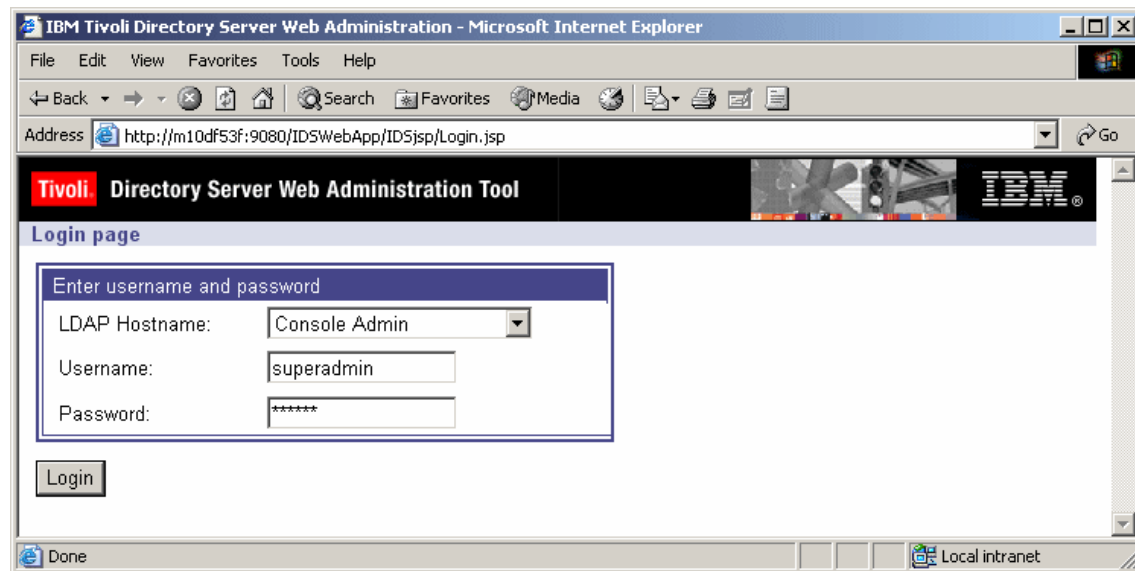 IBM Tivoli Directory Server Web Administration - Microsoft Internet Explorer
File Edit View Favorites Tools Help
Back Search Favorites Media
Address http://m10df53f:9080/IDSWebApp/IDSjsp/Login.jsp Go
Tivoli. Directory Server Web Administration Tool IBM®
Login page
Enter username and password
LDAP Hostname: Console Admin
Username: superadmin
Password: ******
Login
Done Local intranet